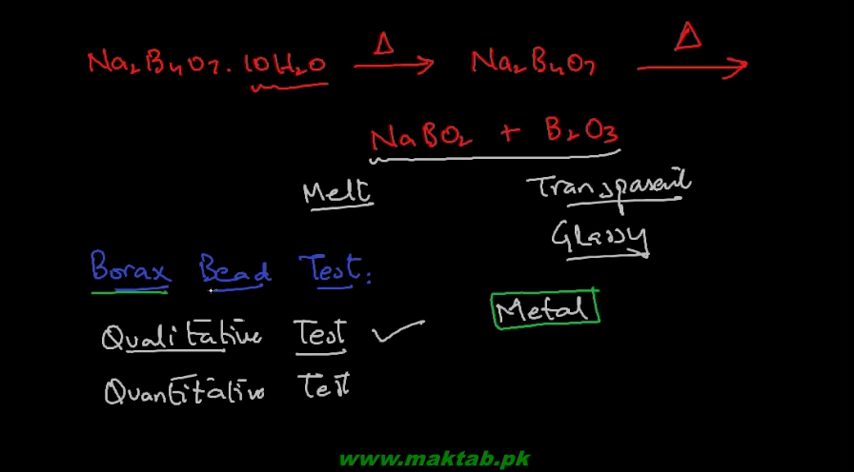 Na₂B₄O₇.10H₂O Δ→ Na₂B₄O₇ Δ→
NaBO₂ + B₂O₃
Melt Transparent
Glassy
Borax Bead Test:
Metal
Qualitative Test ✓
Quantitative Test
www.maktab.pk